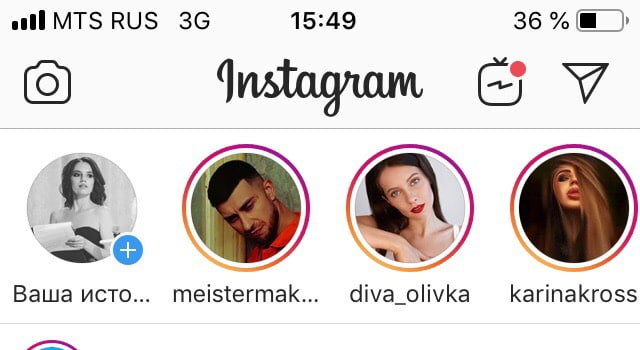 MTS RUS 3G 15:49 36 %
Instagram
Ваша исто... meistermak... diva_olivka karinakross